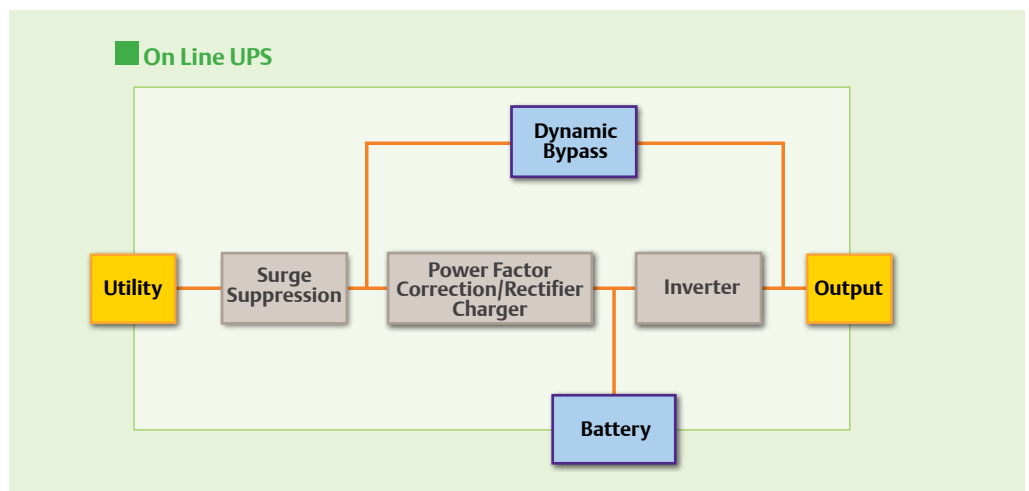 On Line UPS
Dynamic
Bypass
Utility
Surge
Suppression
Power Factor
Correction/Rectifier
Charger
Inverter
Output
Battery